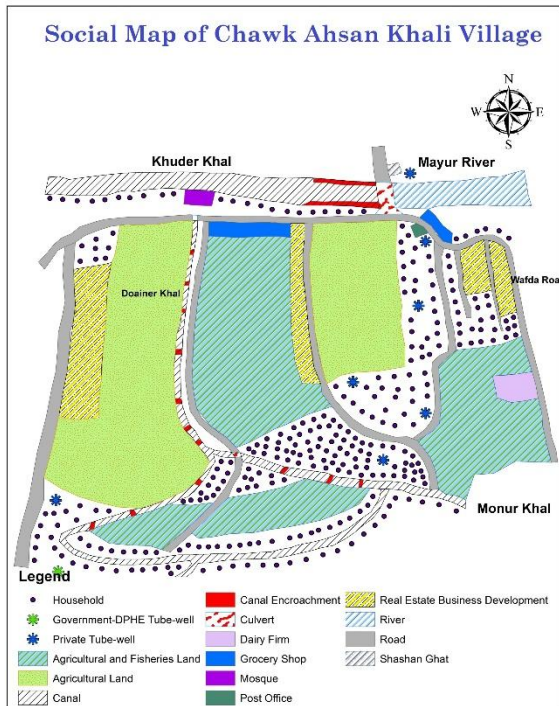 Social Map of Chawk Ahsan Khali Village
N
W E
S
Khuder Khal
Mayur River
Doainer Khal
Wafda Roa
Monur Khal
Legend
Household
Government-DPHE Tube-well
Private Tube-well
Agricultural and Fisheries Land
Agricultural Land
Canal
Canal Encroachment
Culvert
Dairy Firm
Grocery Shop
Mosque
Post Office
Real Estate Business Development
River
Road
Shashan Ghat